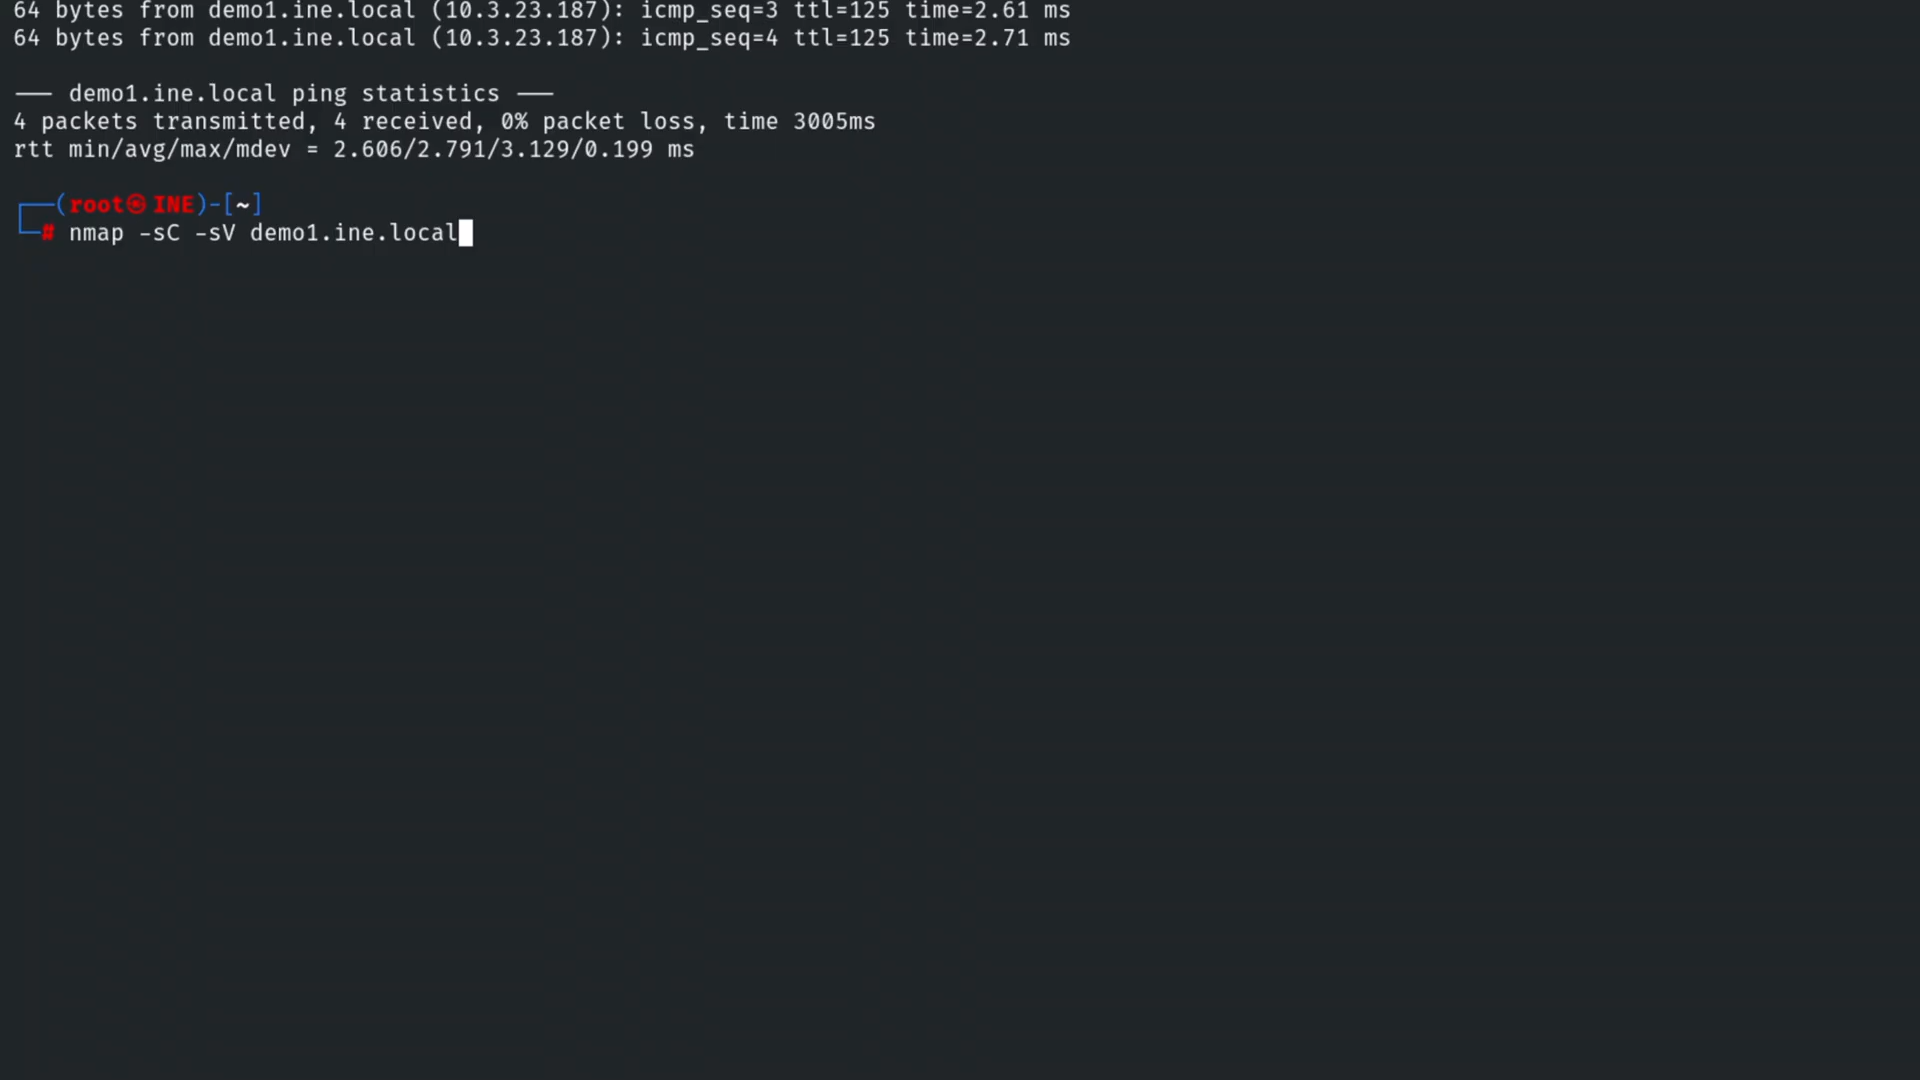 64 bytes from demo1.ine.local (10.3.23.187): icmp_seq=3 ttl=125 time=2.61 ms
64 bytes from demo1.ine.local (10.3.23.187): icmp_seq=4 ttl=125 time=2.71 ms
─── demo1.ine.local ping statistics ───
4 packets transmitted, 4 received, 0% packet loss, time 3005ms
rtt min/avg/max/mdev = 2.606/2.791/3.129/0.199 ms
┌──(root㉿INE)-[~]
└─# nmap -sC -sV demo1.ine.local